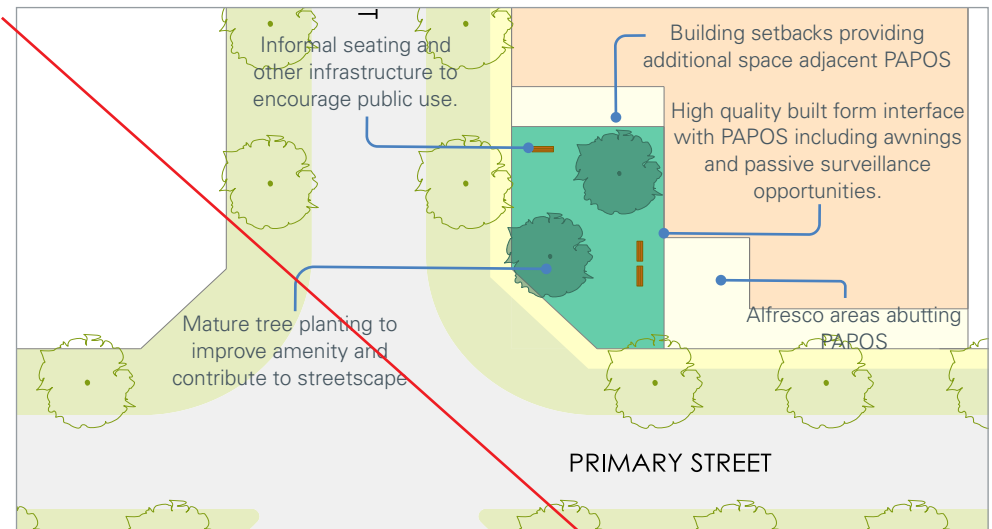 Informal seating and
other infrastructure to
encourage public use.
Building setbacks providing
additional space adjacent PAPOS
High quality built form interface
with PAPOS including awnings
and passive surveillance
opportunities.
Mature tree planting to
improve amenity and
contribute to streetscape
Alfresco areas abutting
PAPOS
PRIMARY STREET